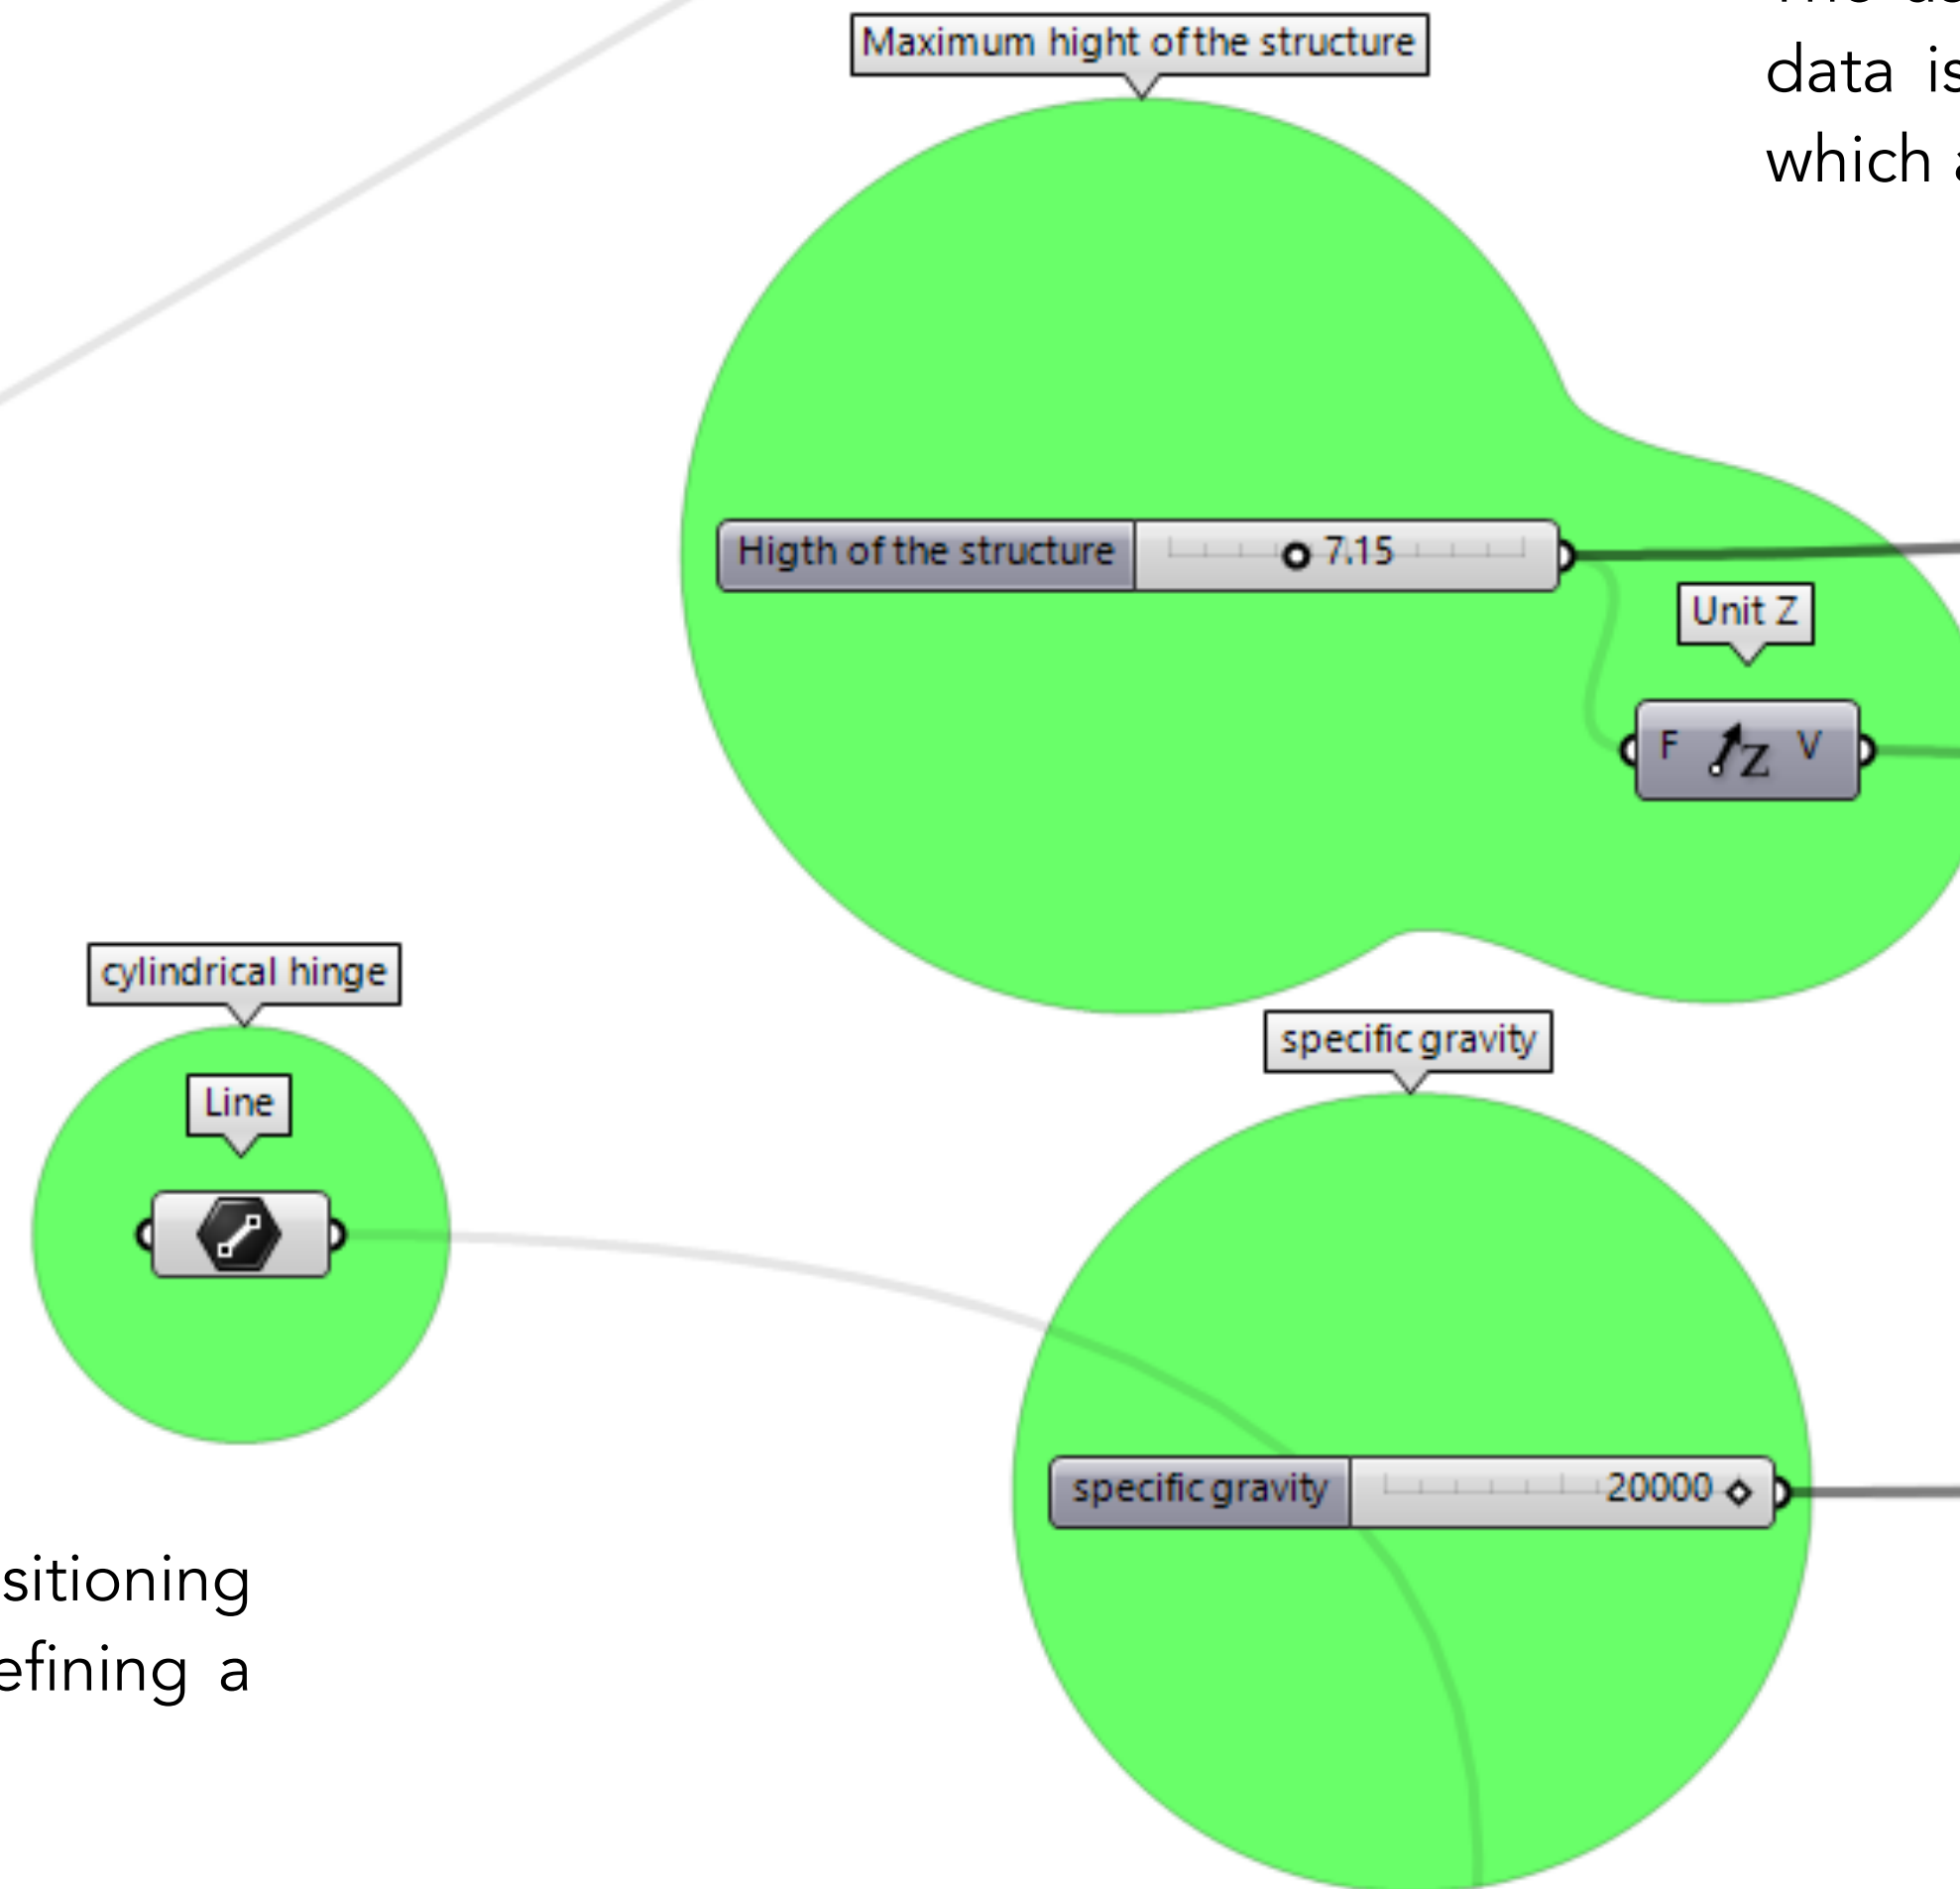 Maximum hight of the structure
data is
which
Higth of the structure 7.15
Unit Z
F Z V
cylindrical hinge
Line
specific gravity
specific gravity 20000
sitioning
efining a